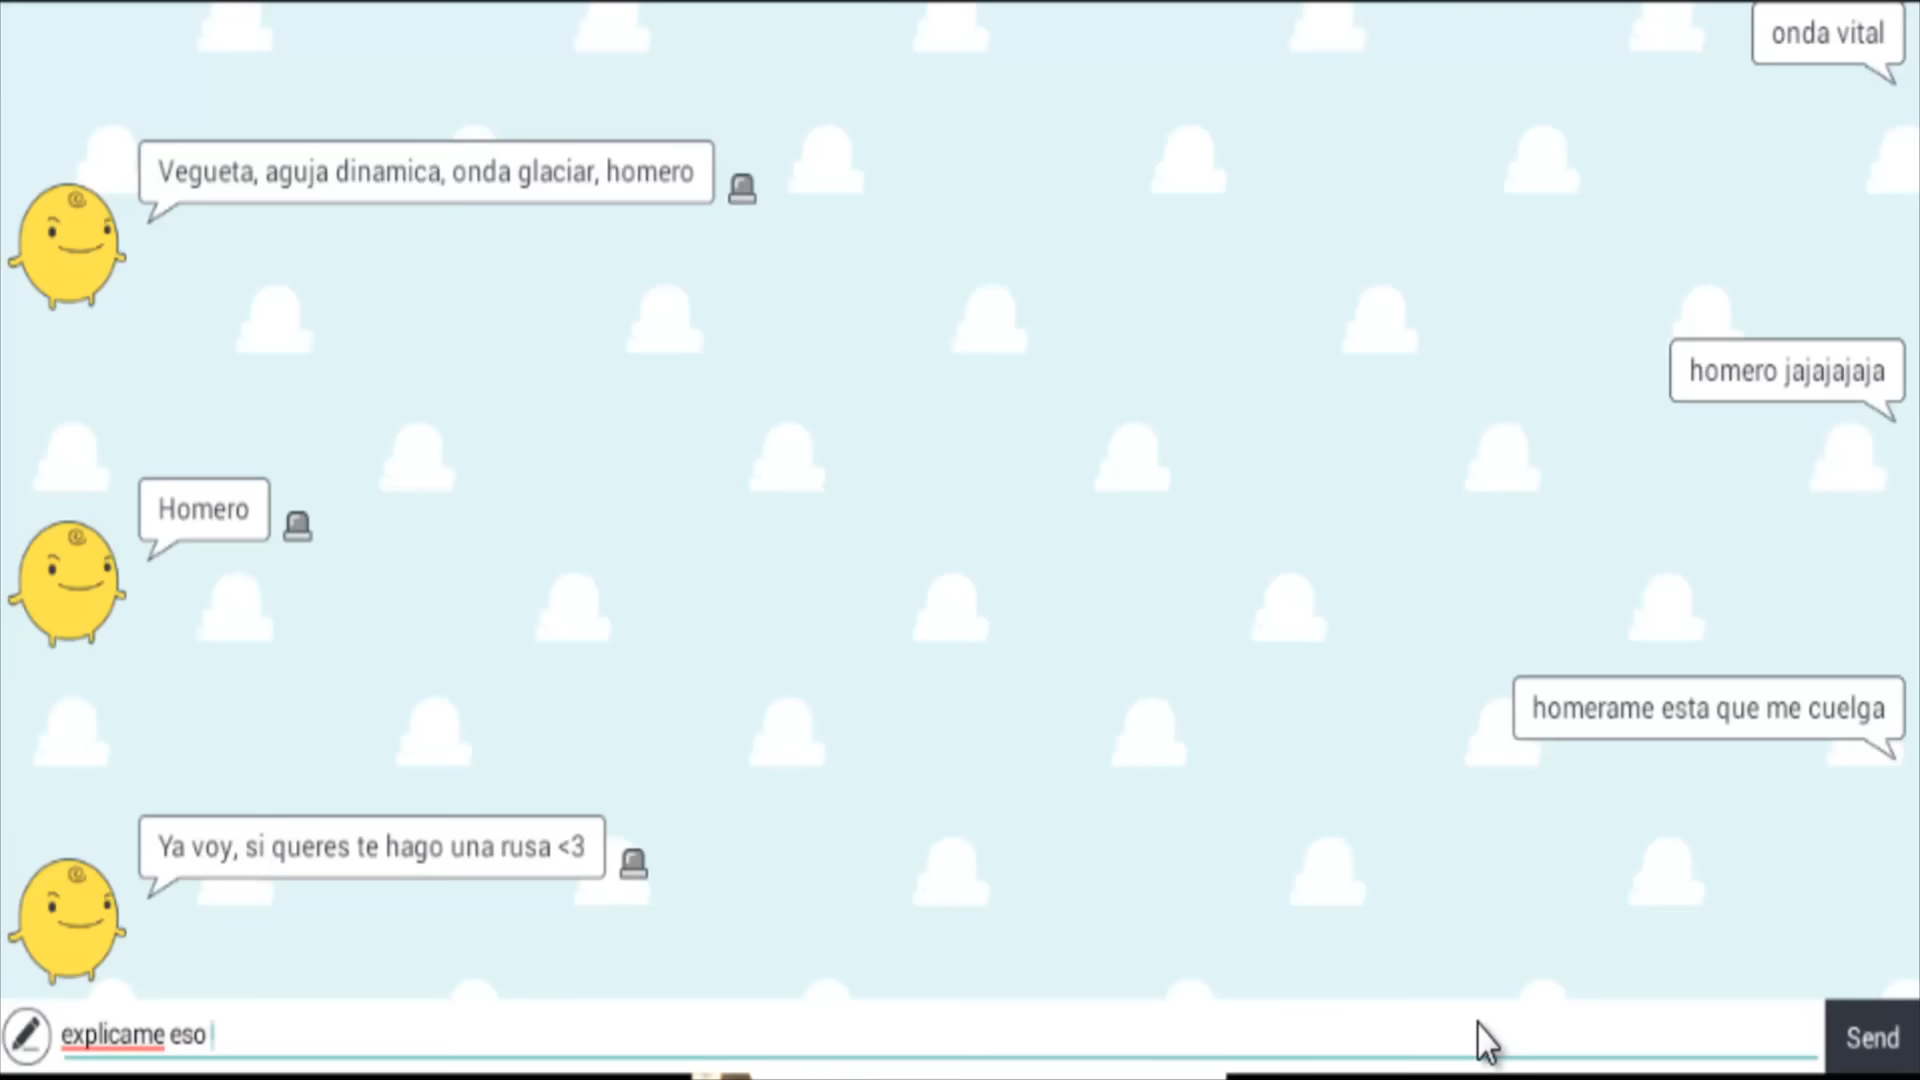 onda vital
Vegueta, aguja dinamica, onda glaciar, homero
homero jajajajaja
Homero
homerame esta que me cuelga
Ya voy, si queres te hago una rusa <3
explicame eso
Send